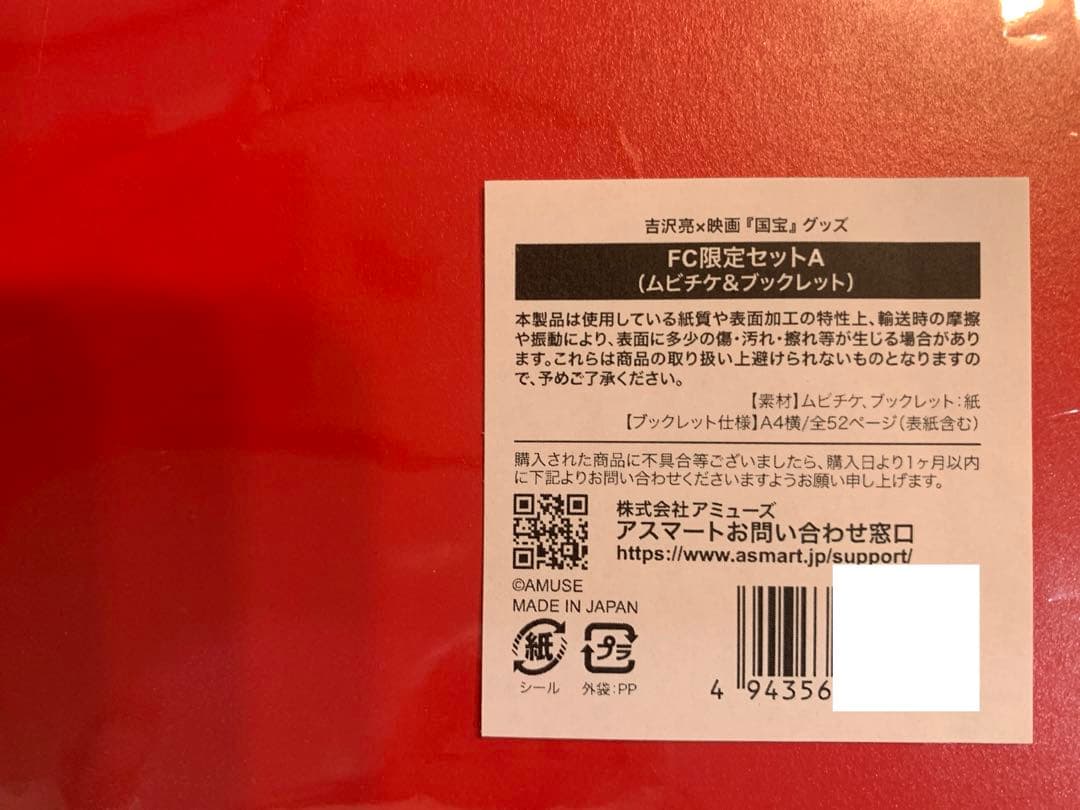 吉沢亮×映画『国宝』グッズ
FC限定セットA
(ムビチケ&ブックレット)
本製品は使用している紙質や表面加工の特性上、輸送時の摩擦
や振動により、表面に多少の傷・汚れ・擦れ等が生じる場合があり
ます。これらは商品の取り扱い上避けられないものとなりますの
で、予めご了承ください。
【素材】ムビチケ、ブックレット:紙
【ブックレット仕様】A4横/全52ページ(表紙含む)
購入された商品に不具合等ございましたら、購入日より1ヶ月以内
に下記よりお問い合わせくださいますようお願い申し上げます。
株式会社アミューズ
アスマートお問い合わせ窓口
https://www.asmart.jp/support/
©AMUSE
MADE IN JAPAN
紙
プラ
シール
外袋:PP
4 94356